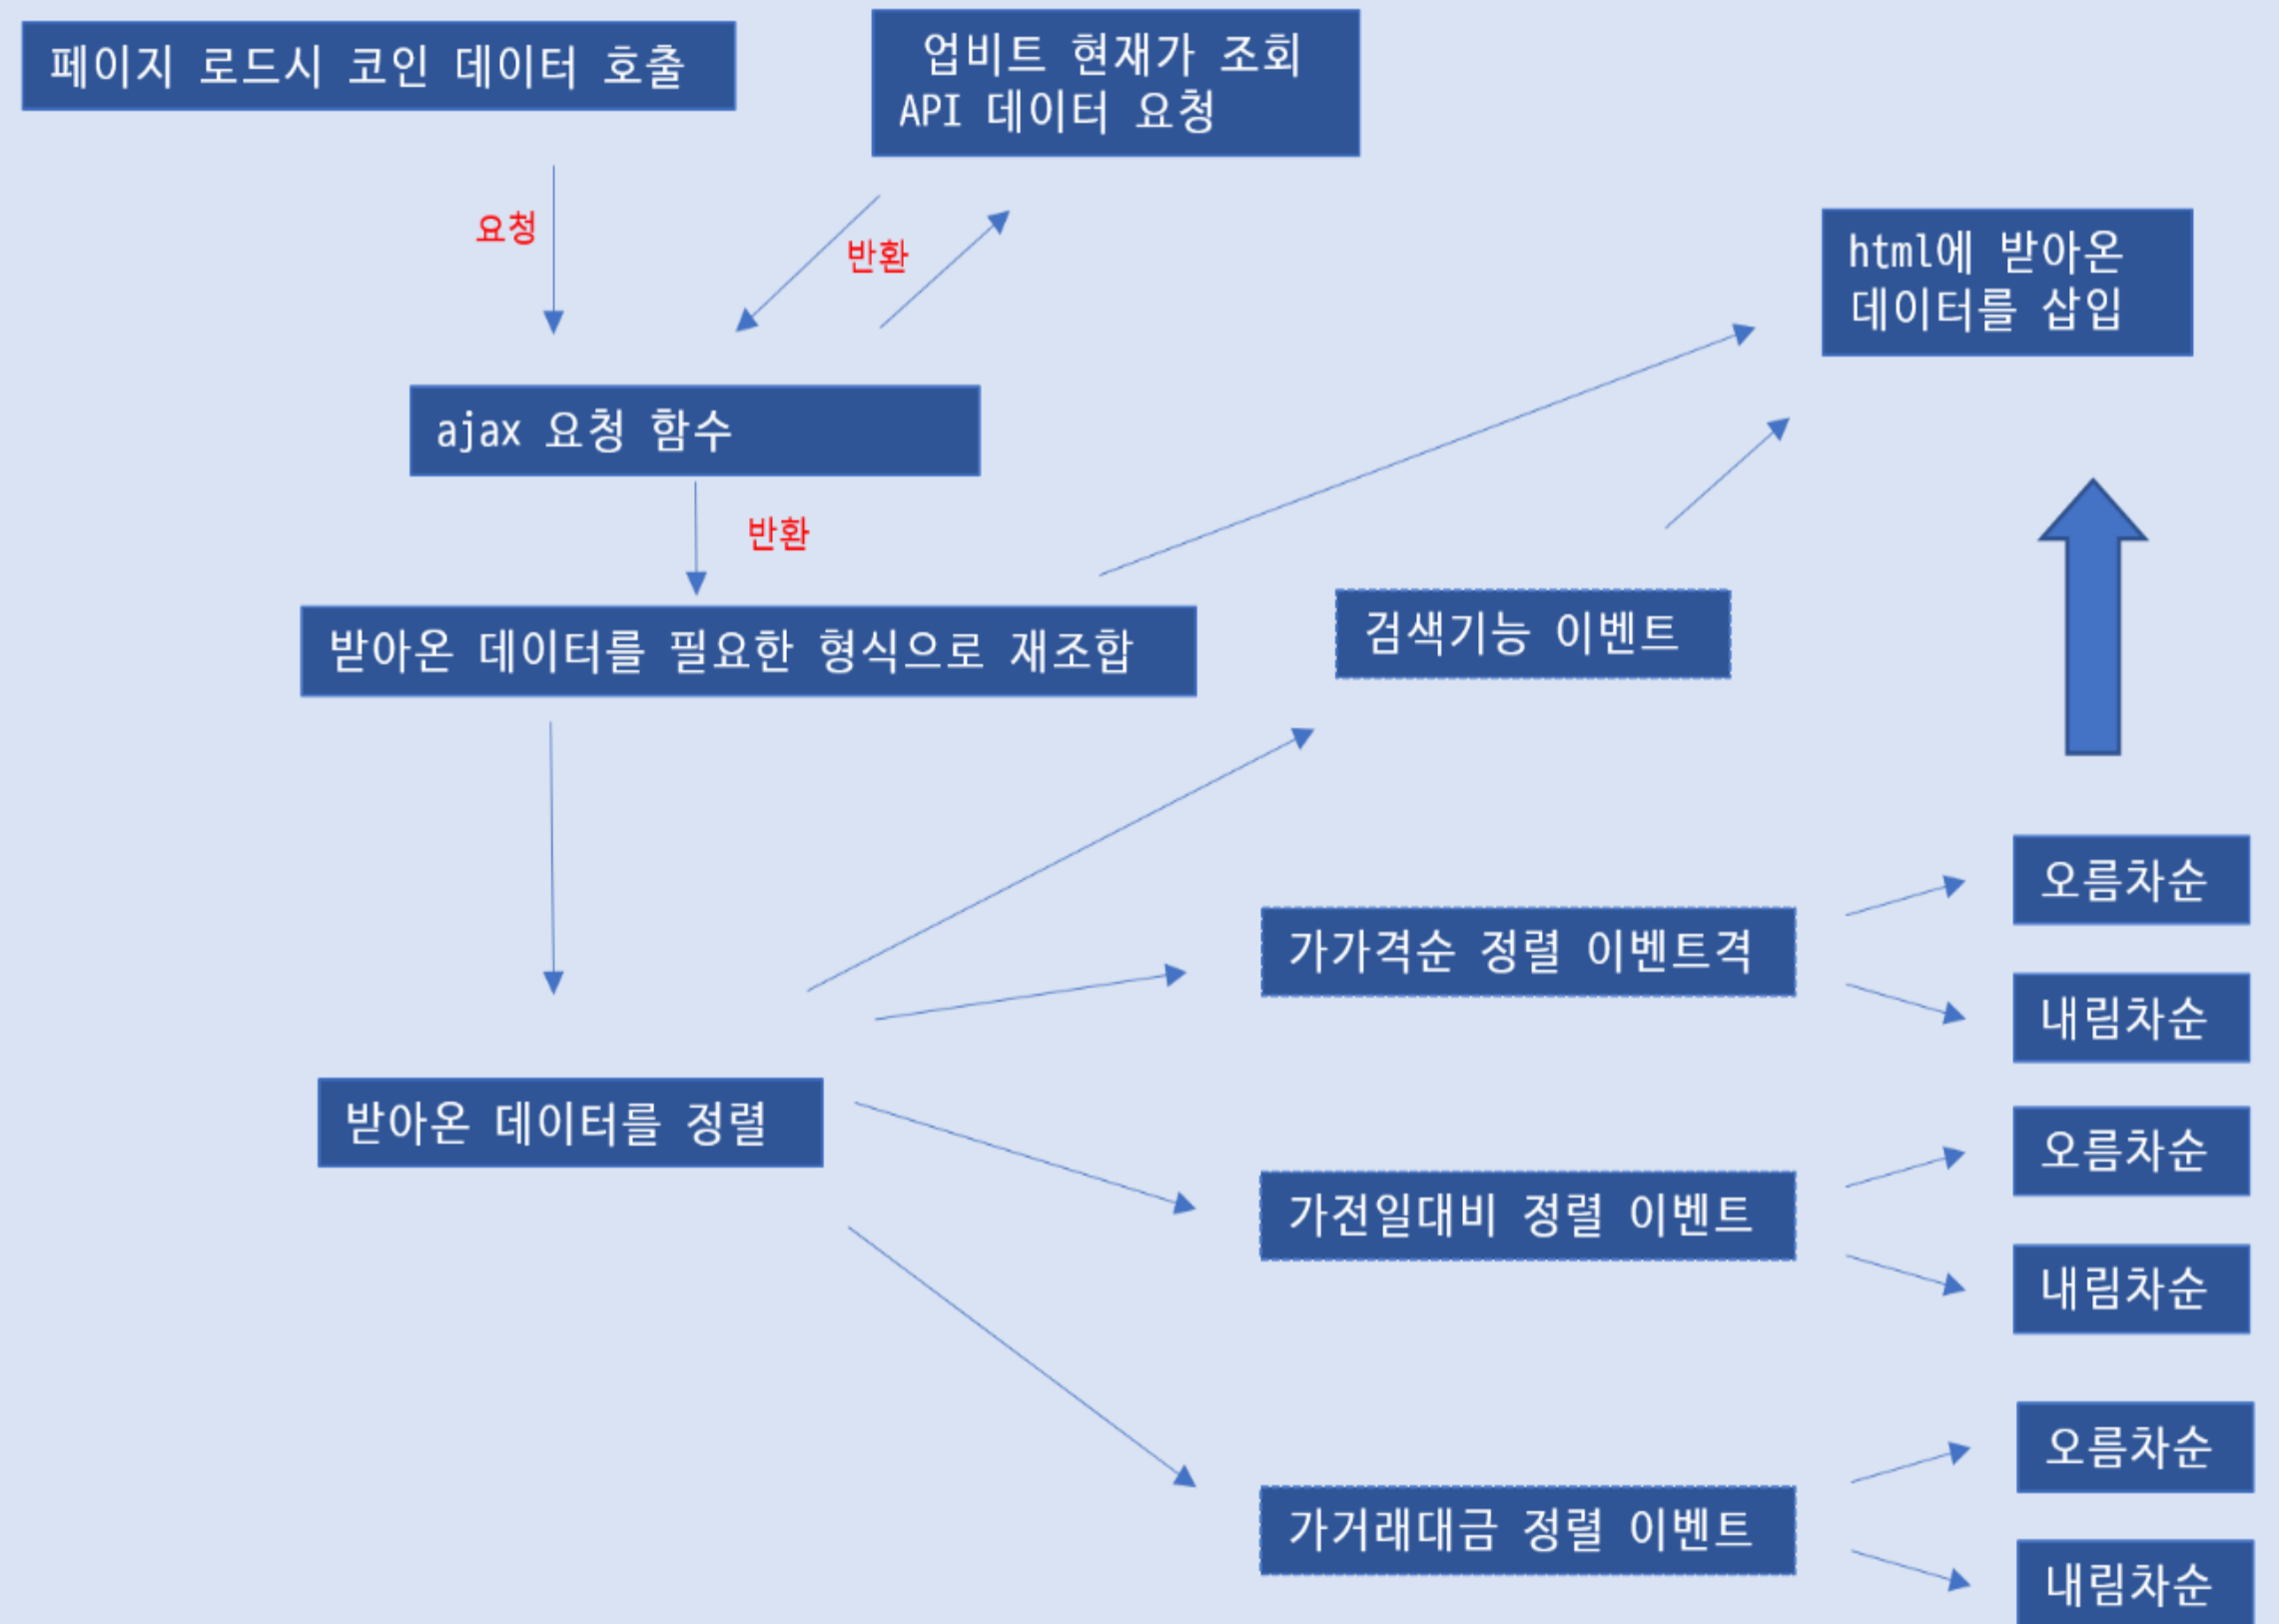 페이지 로드시 코인 데이터 호출
업비트 현재가 조회
API 데이터 요청
요청
반환
html에 받아온
데이터를 삽입
ajax 요청 함수
반환
받아온 데이터를 필요한 형식으로 재조합
검색기능 이벤트
오름차순
가가격순 정렬 이벤트격
내림차순
받아온 데이터를 정렬
오름차순
가전일대비 정렬 이벤트
내림차순
오름차순
가거래대금 정렬 이벤트
내림차순